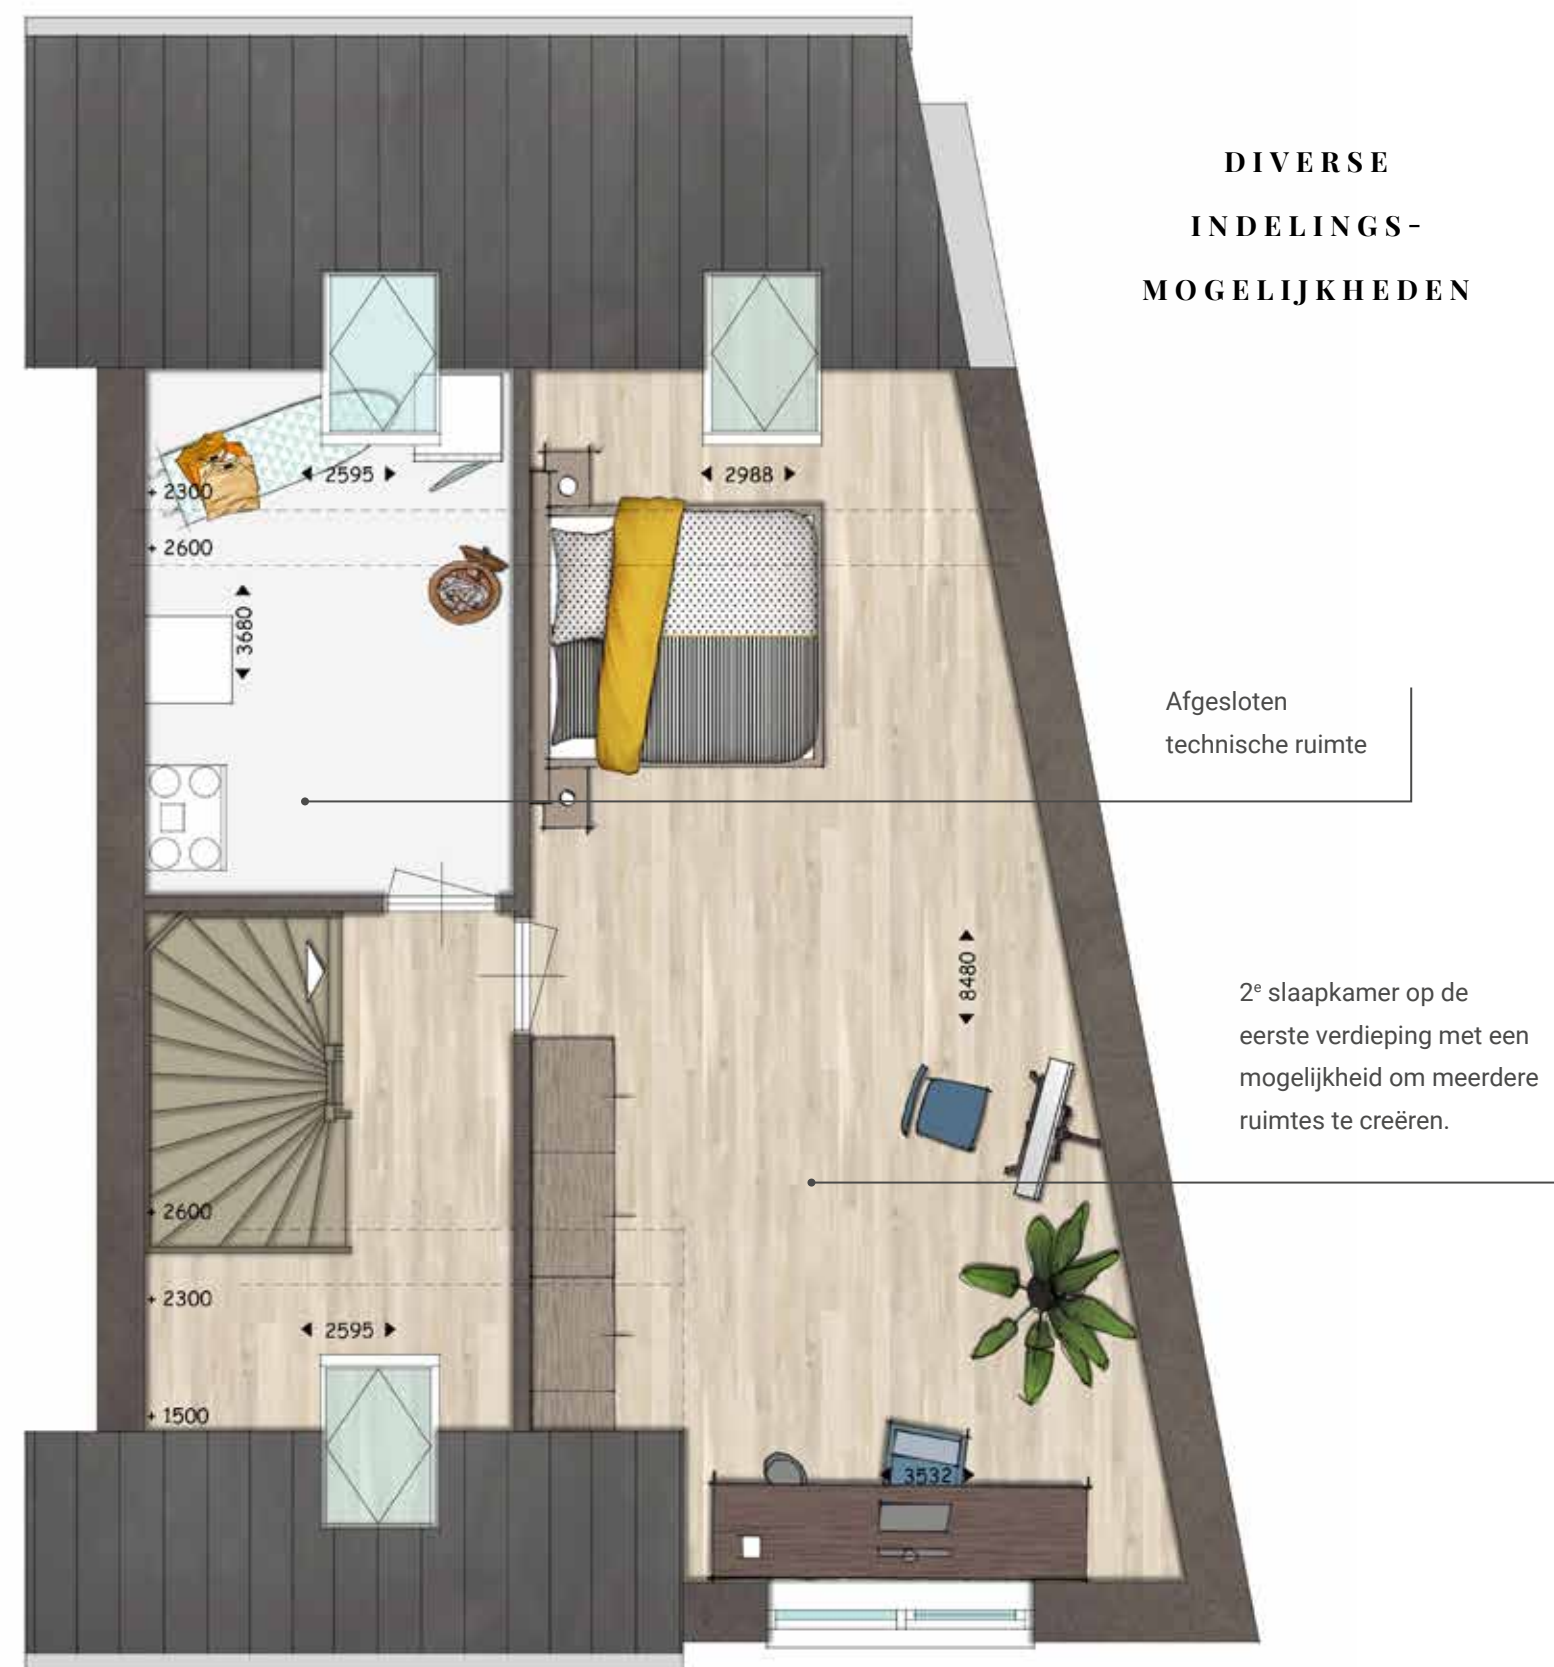 DIVERSE
INDELINGS-
MOGELIJKHEDEN
2595
2988
+ 2300
+ 2600
3680
Afgesloten
technische ruimte
8480
2e slaapkamer op de
eerste verdieping met een
mogelijkheid om meerdere
ruimtes te creëren.
+ 2600
+ 2300
2595
+ 1500
3532